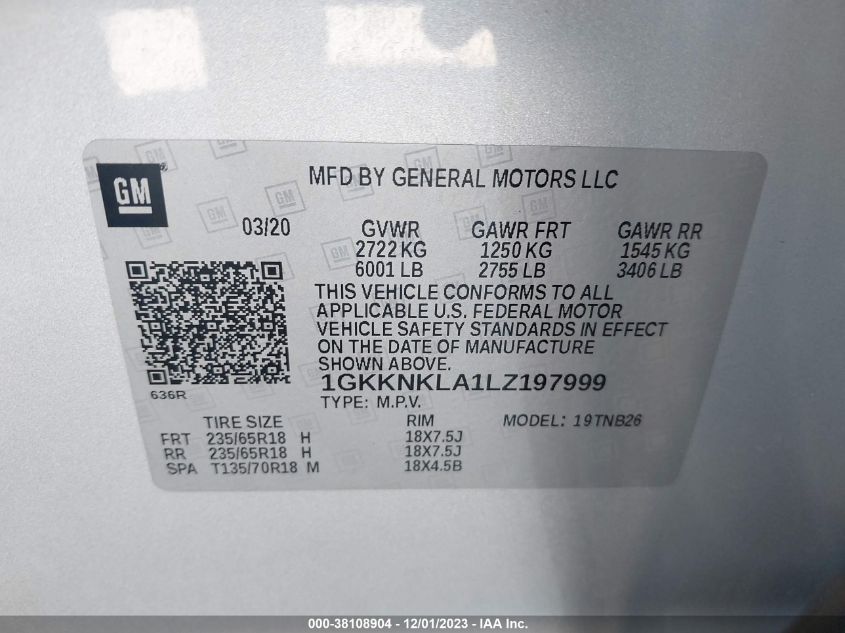 GM ®
MFD BY GENERAL MOTORS LLC
03/20 GVWR GAWR FRT GAWR RR
2722 KG 1250 KG 1545 KG
6001 LB 2755 LB 3406 LB
THIS VEHICLE CONFORMS TO ALL
APPLICABLE U.S. FEDERAL MOTOR
VEHICLE SAFETY STANDARDS IN EFFECT
ON THE DATE OF MANUFACTURE
SHOWN ABOVE.
636R
1GKKNKLA1LZ197999
TYPE: M.P.V.
TIRE SIZE RIM MODEL: 19TNB26
FRT 235/65R18 H 18X7.5J
RR 235/65R18 H 18X7.5J
SPA T135/70R18 M 18X4.5B
000-38108904 - 12/01/2023 - IAA Inc.